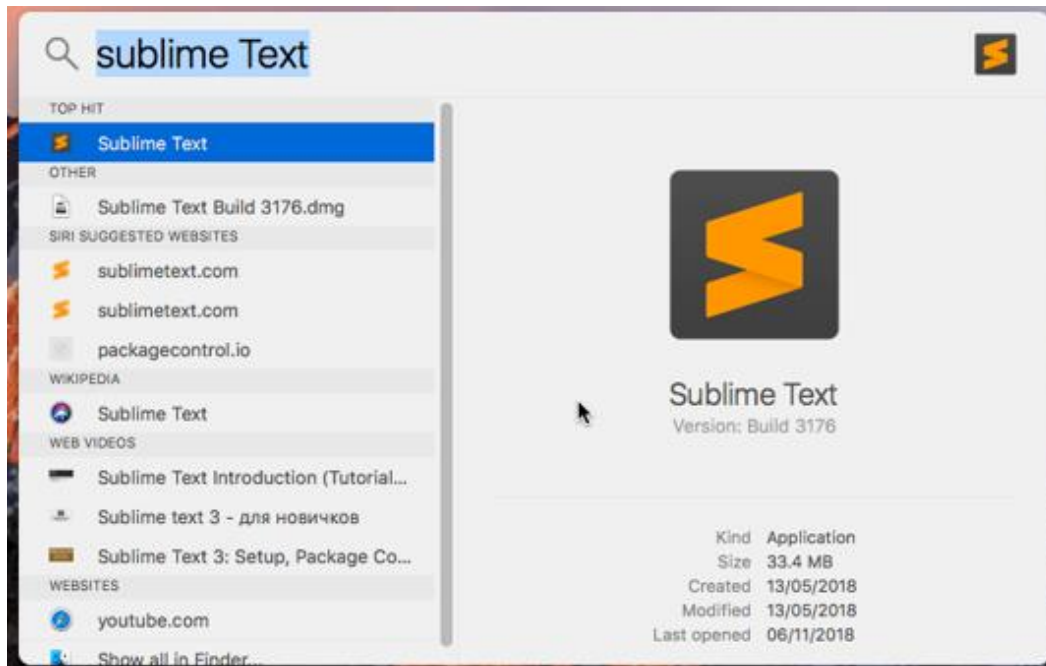 sublime Text
TOP HIT
Sublime Text
OTHER
Sublime Text Build 3176.dmg
SIRI SUGGESTED WEBSITES
sublimetext.com
sublimetext.com
packagecontrol.io
WIKIPEDIA
Sublime Text
WEB VIDEOS
Sublime Text Introduction (Tutorial...
Sublime text 3 - для новичков
Sublime Text 3: Setup, Package Co...
WEBSITES
youtube.com
Show all in Finder...
Sublime Text
Version: Build 3176
Kind Application
Size 33.4 MB
Created 13/05/2018
Modified 13/05/2018
Last opened 06/11/2018